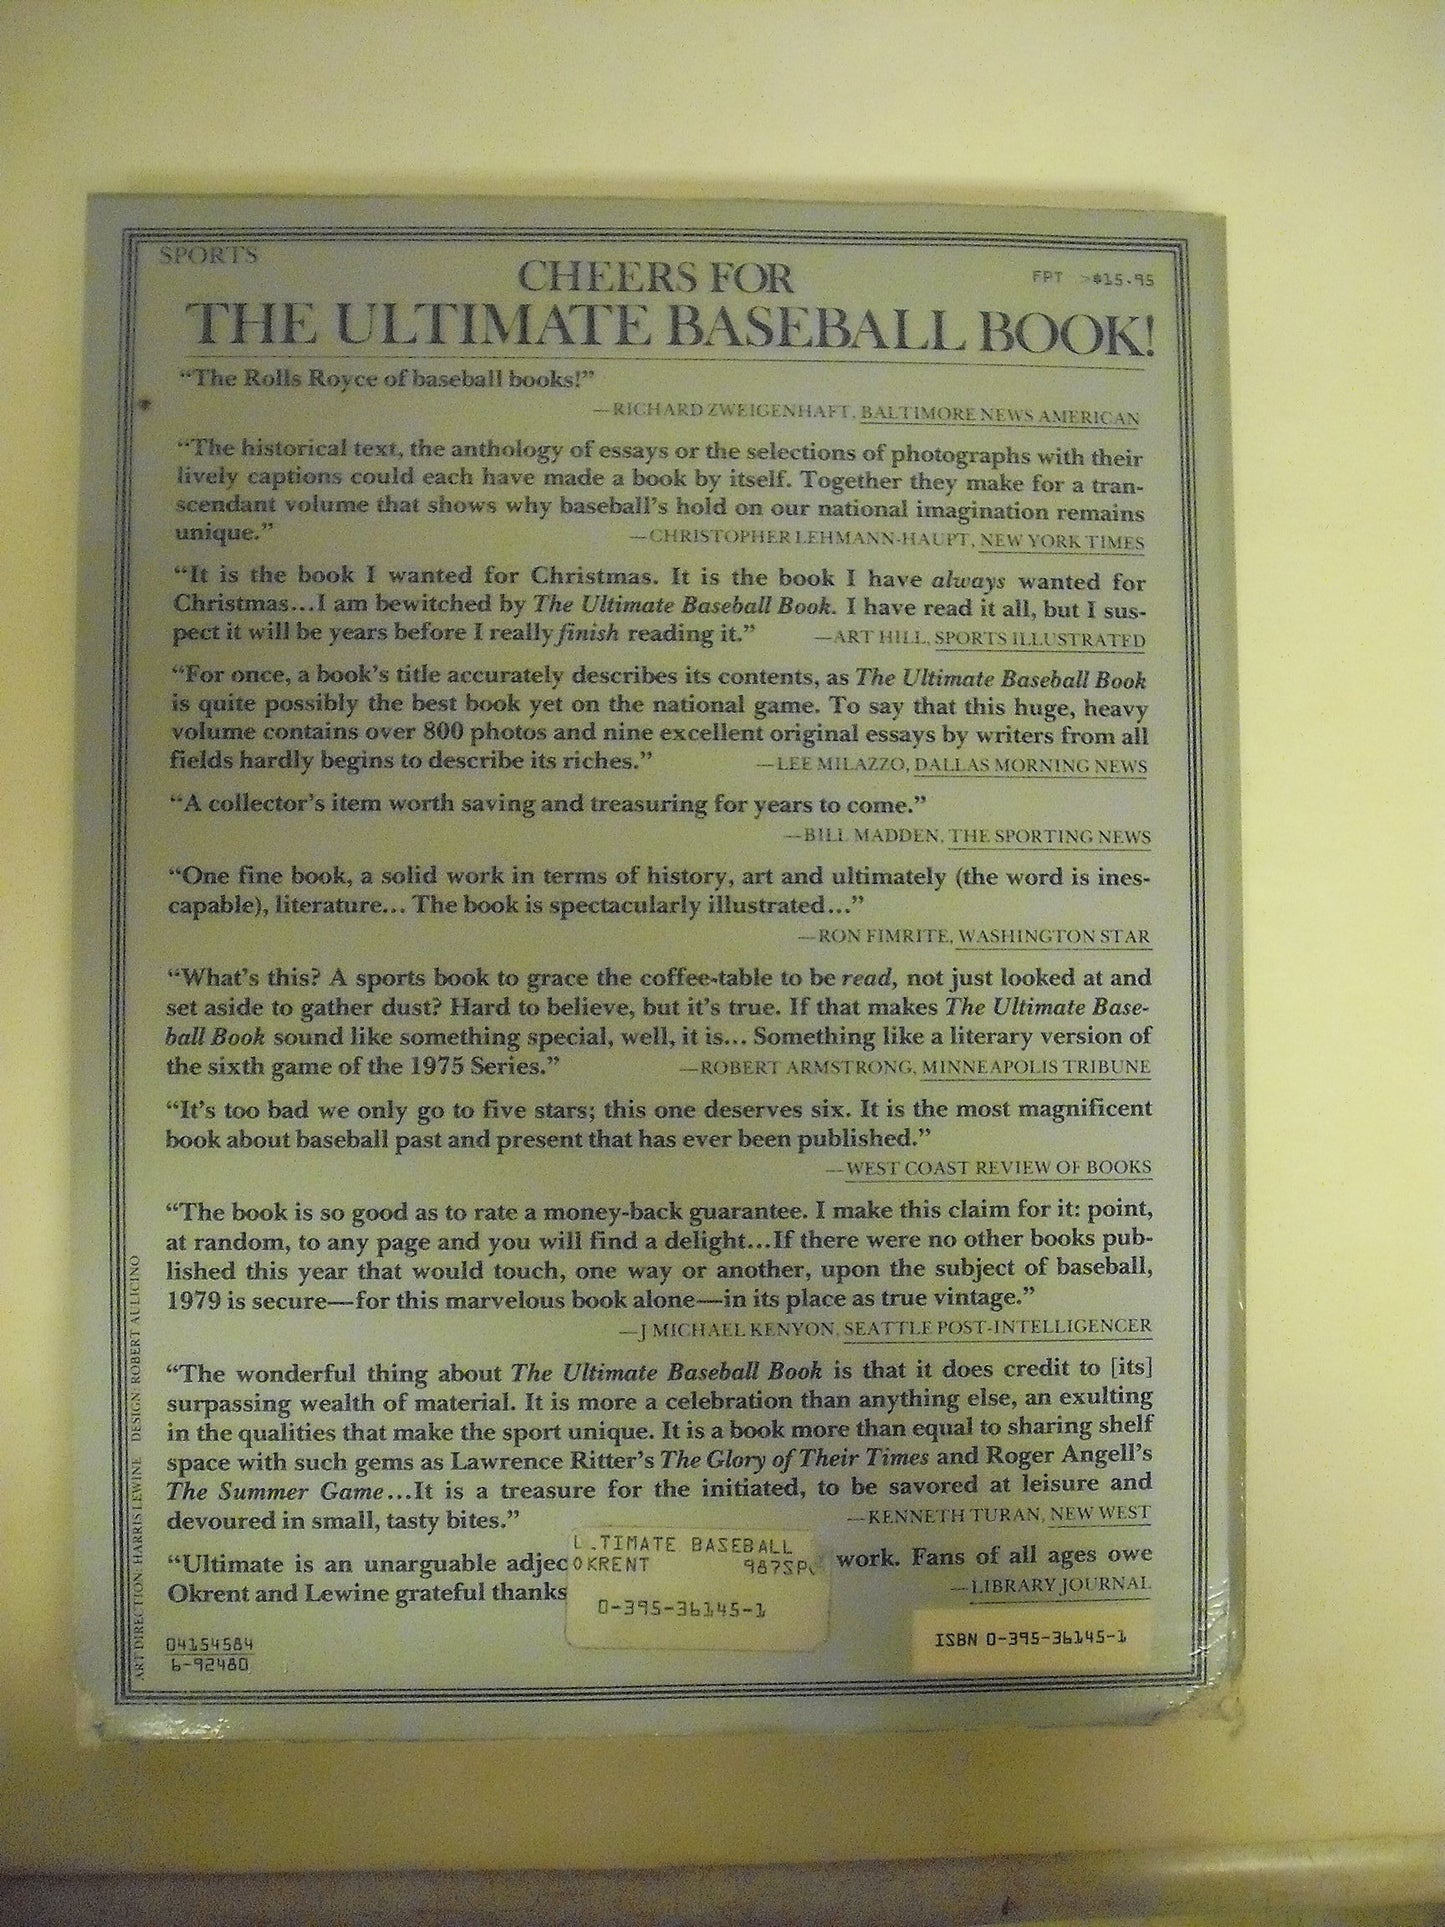 SPORTS
CHEERS FOR
FPT >$15.95
THE ULTIMATE BASEBALL BOOK!
“The Rolls Royce of baseball books!”
—RICHARD ZWEIGENHAFT, BALTIMORE NEWS AMERICAN
“The historical text, the anthology of essays or the selections of photographs with their
lively captions could each have made a book by itself. Together they make for a tran-
scendant volume that shows why baseball’s hold on our national imagination remains
unique.” —CHRISTOPHER LEHMANN-HAUPT, NEW YORK TIMES
“It is the book I wanted for Christmas. It is the book I have always wanted for
Christmas...I am bewitched by The Ultimate Baseball Book. I have read it all, but I sus-
pect it will be years before I really finish reading it.” —ART HILL, SPORTS ILLUSTRATED
“For once, a book’s title accurately describes its contents, as The Ultimate Baseball Book
is quite possibly the best book yet on the national game. To say that this huge, heavy
volume contains over 800 photos and nine excellent original essays by writers from all
fields hardly begins to describe its riches.” —LEE MILAZZO, DALLAS MORNING NEWS
“A collector’s item worth saving and treasuring for years to come.”
—BILL MADDEN, THE SPORTING NEWS
“One fine book, a solid work in terms of history, art and ultimately (the word is ines-
capable), literature... The book is spectacularly illustrated...”
—RON FIMRITE, WASHINGTON STAR
“What’s this? A sports book to grace the coffee-table to be read, not just looked at and
set aside to gather dust? Hard to believe, but it’s true. If that makes The Ultimate Base-
ball Book sound like something special, well, it is... Something like a literary version of
the sixth game of the 1975 Series.” —ROBERT ARMSTRONG, MINNEAPOLIS TRIBUNE
“It’s too bad we only go to five stars; this one deserves six. It is the most magnificent
book about baseball past and present that has ever been published.”
—WEST COAST REVIEW OF BOOKS
“The book is so good as to rate a money-back guarantee. I make this claim for it: point,
at random, to any page and you will find a delight...If there were no other books pub-
lished this year that would touch, one way or another, upon the subject of baseball,
1979 is secure—for this marvelous book alone—in its place as true vintage.”
—J MICHAEL KENYON, SEATTLE POST-INTELLIGENCER
“The wonderful thing about The Ultimate Baseball Book is that it does credit to [its]
surpassing wealth of material. It is more a celebration than anything else, an exulting
in the qualities that make the sport unique. It is a book more than equal to sharing shelf
space with such gems as Lawrence Ritter’s The Glory of Their Times and Roger Angell’s
The Summer Game...It is a treasure for the initiated, to be savored at leisure and
devoured in small, tasty bites.” —KENNETH TURAN, NEW WEST
“Ultimate is an unarguable adjec work. Fans of all ages owe
Okrent and Lewine grateful thanks —LIBRARY JOURNAL
TIMATE BASEBALL
OKRENT
0-395-36145-1
ISBN 0-395-36145-1
04154584
6-92480
ART DIRECTION: HARRIS LEWINE DESIGN ROBERT AULICINO